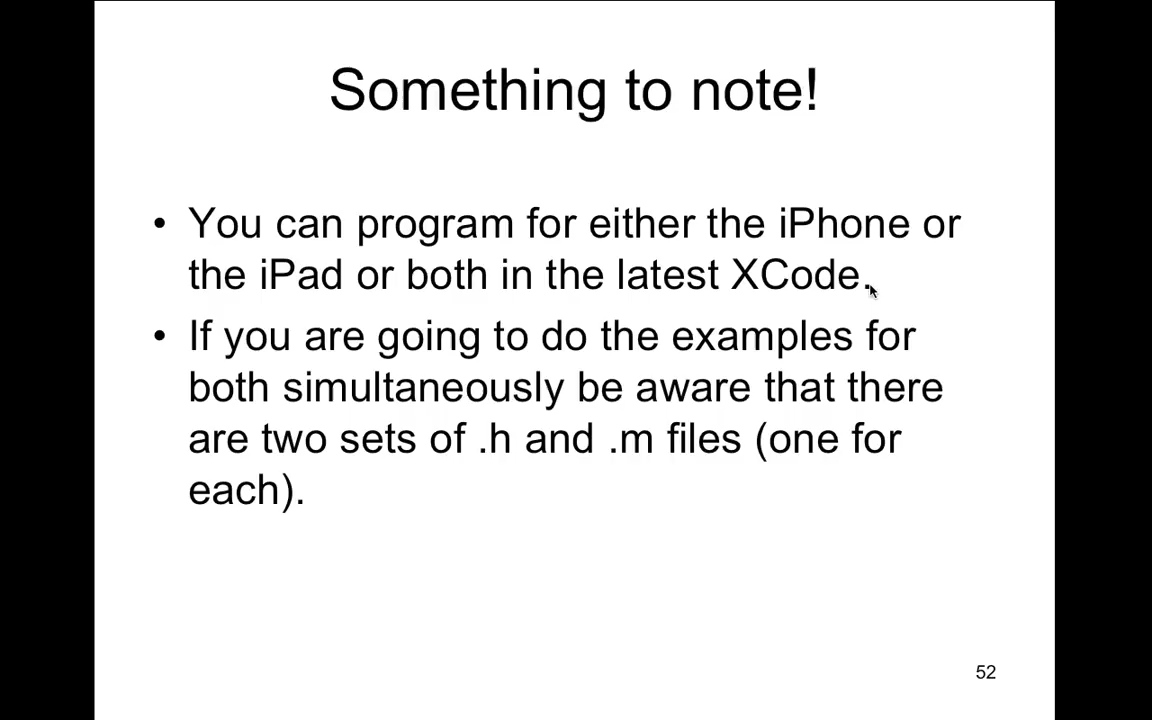 Something to note!
• You can program for either the iPhone or
the iPad or both in the latest XCode.
• If you are going to do the examples for
both simultaneously be aware that there
are two sets of .h and .m files (one for
each).
52